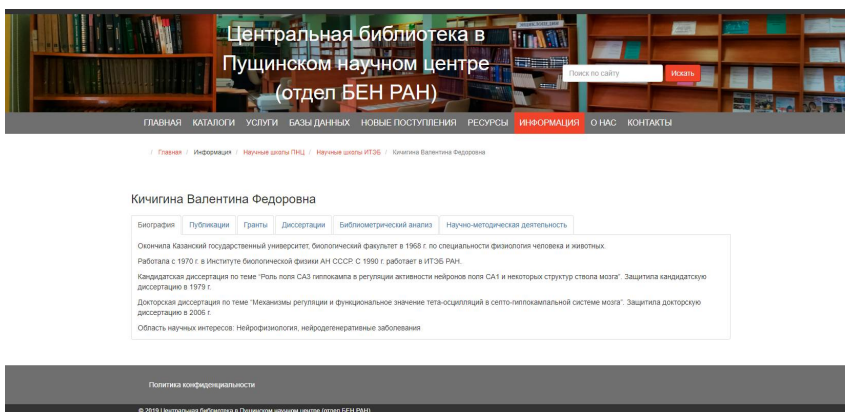 Центральная библиотека в
Пущинском научном центре
(отдел БЕН РАН)
Поиск по сайту
Искать
ГЛАВНАЯ КАТАЛОГИ УСЛУГИ БАЗЫ ДАННЫХ НОВЫЕ ПОСТУПЛЕНИЯ РЕСУРСЫ ИНФОРМАЦИЯ О НАС КОНТАКТЫ
/ Главная / Информация / Научные школы ПНЦ / Научные школы ИТЭБ / Кичигина Валентина Федоровна
Кичигина Валентина Федоровна
Биография Публикации Гранты Диссертации Библиометрический анализ Научно-методическая деятельность
Окончила Казанский государственный университет, биологический факультет в 1968 г. по специальности физиология человека и животных.
Работала с 1970 г. в Институте биологической физики АН СССР. С 1990 г. работает в ИТЭБ РАН.
Кандидатская диссертация по теме "Роль поля СА3 гиппокампа в регуляции активности нейронов поля СА1 и некоторых структур ствола мозга". Защитила кандидатскую
диссертацию в 1979 г.
Докторская диссертация по теме "Механизмы регуляции и функциональное значение тета-осцилляций в септо-гиппокампальной системе мозга". Защитила докторскую
диссертацию в 2006 г.
Область научных интересов: Нейрофизиология, нейродегенеративные заболевания
Политика конфиденциальности
© 2019 Центральная библиотека в Пущинском научном центре (отдел БЕН РАН)